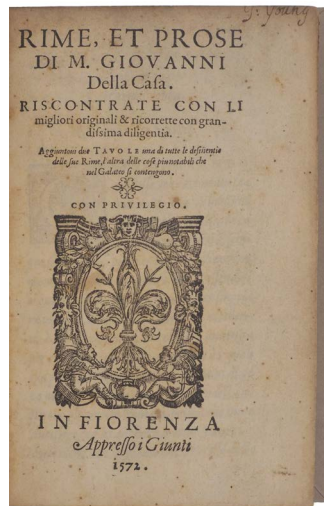 G: Young
RIME, ET PROSE
DI M. GIOVANNI
Della Casa.
RISCONTRATE CON LI
migliori originali & ricorrette con gran-
dissima diligentia.
Aggiuntoui due TAVOLE una di tutte le desinentie
delle sue Rime, l'altra delle cose piu notabili che
nel Galateo si contengono.
CON PRIVILEGIO.
IN FIORENZA
Appresso i Giunti
1572.